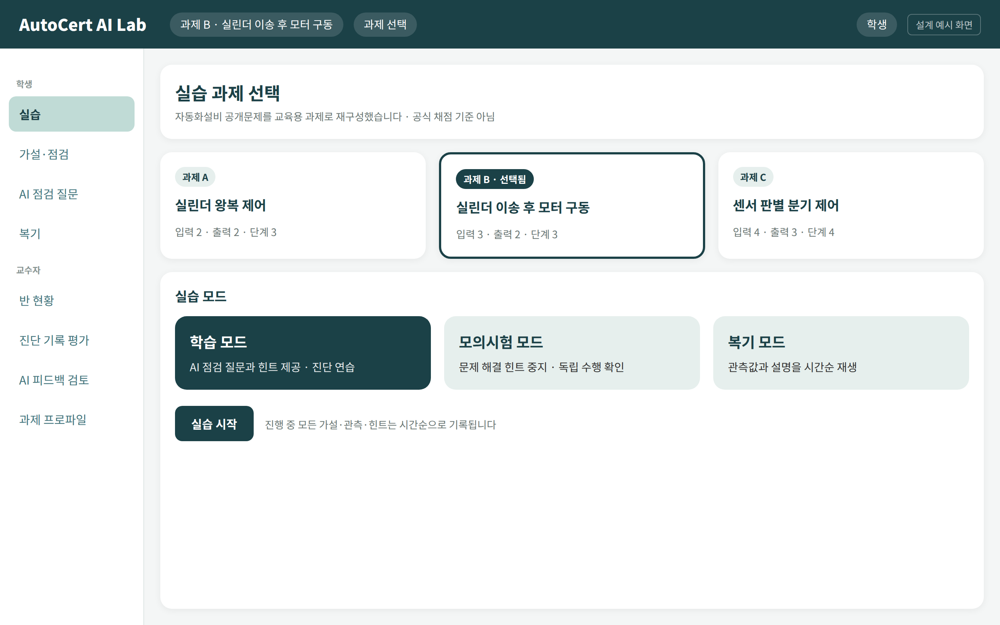 AutoCert AI Lab
과제 B · 실린더 이송 후 모터 구동
과제 선택
학생
설계 예시 화면
학생
실습
가설·점검
AI 점검 질문
복기
교수자
반 현황
진단 기록 평가
AI 피드백 검토
과제 프로파일
실습 과제 선택
자동화설비 공개문제를 교육용 과제로 재구성했습니다 · 공식 채점 기준 아님
과제 A
실린더 왕복 제어
입력 2 · 출력 2 · 단계 3
과제 B · 선택됨
실린더 이송 후 모터 구동
입력 3 · 출력 2 · 단계 3
과제 C
센서 판별 분기 제어
입력 4 · 출력 3 · 단계 4
실습 모드
학습 모드
AI 점검 질문과 힌트 제공 · 진단 연습
모의시험 모드
문제 해결 힌트 중지 · 독립 수행 확인
복기 모드
관측값과 설명을 시간순 재생
실습 시작
진행 중 모든 가설·관측·힌트는 시간순으로 기록됩니다